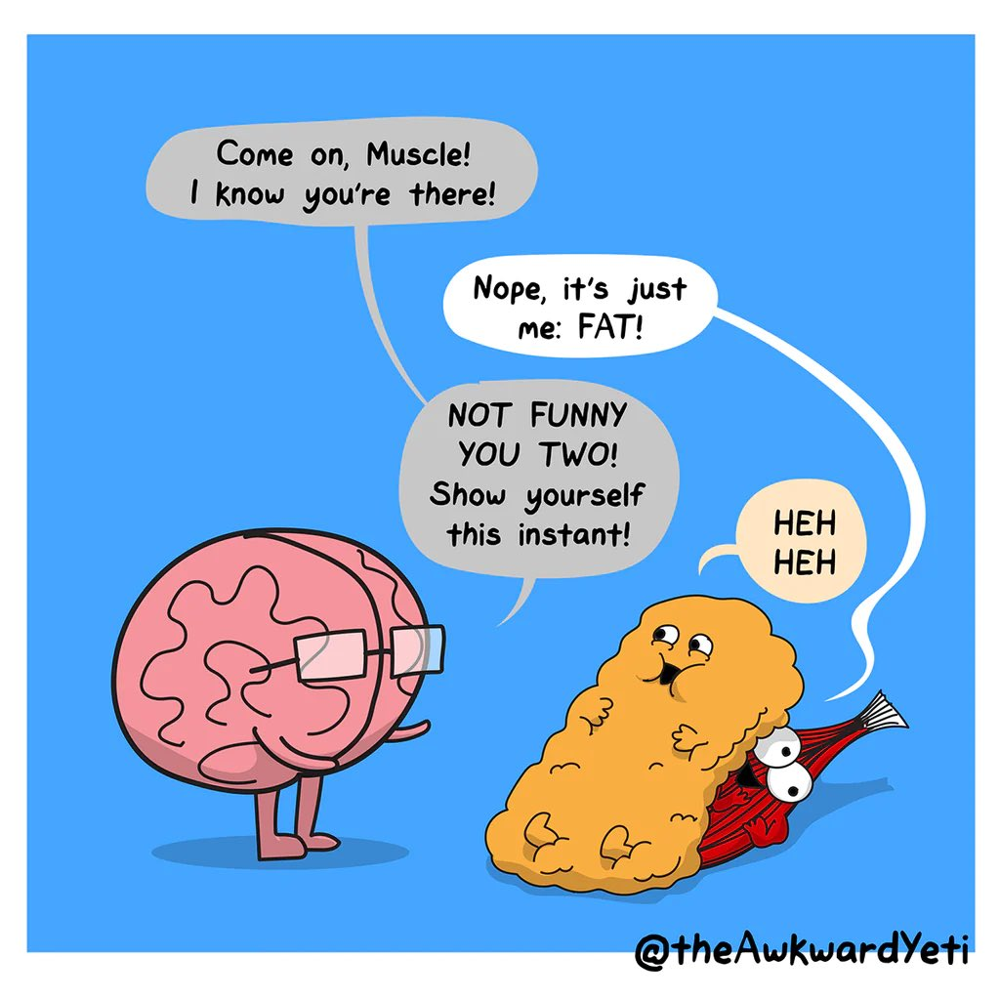 Come on, Muscle!
I know you're there!
Nope, it's just
me: FAT!
NOT FUNNY
YOU TWO!
Show yourself
this instant!
HEH
HEH
@theAwkwardYeti